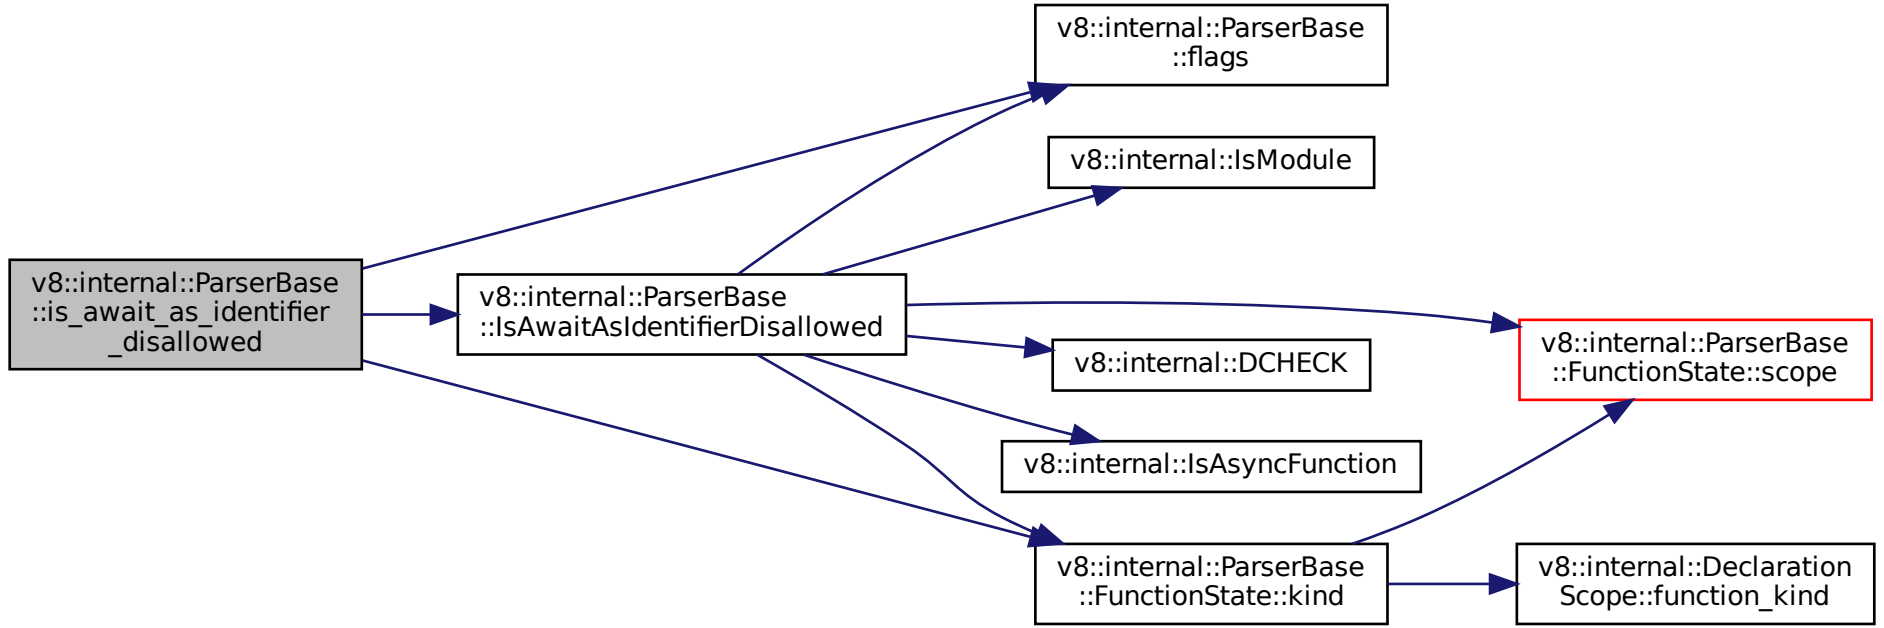 v8::internal::ParserBase
::is_await_as_identifier
_disallowed
v8::internal::ParserBase
::IsAwaitAsIdentifierDisallowed
v8::internal::ParserBase
::flags
v8::internal::IsModule
v8::internal::DCHECK
v8::internal::IsAsyncFunction
v8::internal::ParserBase
::FunctionState::kind
v8::internal::ParserBase
::FunctionState::scope
v8::internal::Declaration
Scope::function_kind